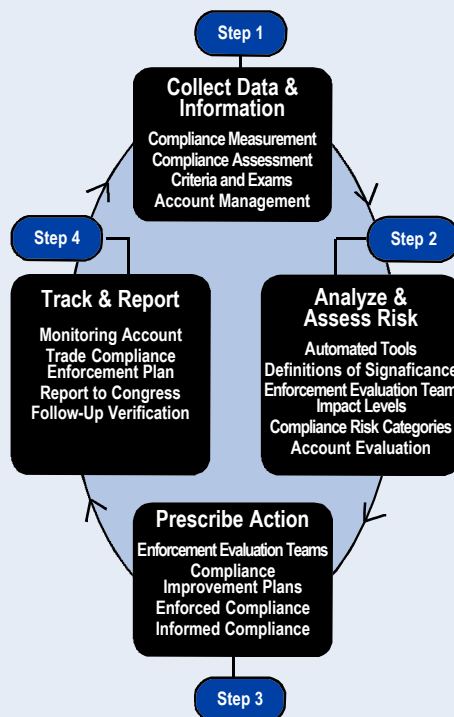 Step 1
Collect Data &
Information
Compliance Measurement
Compliance Assessment
Criteria and Exams
Account Management
Step 2
Analyze &
Assess Risk
Automated Tools
Definitions of Signaficance
Enforcement Evaluation Team
Impact Levels
Compliance Risk Categories
Account Evaluation
Prescribe Action
Enforcement Evaluation Teams
Compliance
Improvement Plans
Enforced Compliance
Informed Compliance
Step 3
Step 4
Track & Report
Monitoring Account
Trade Compliance
Enforcement Plan
Report to Congress
Follow-Up Verification